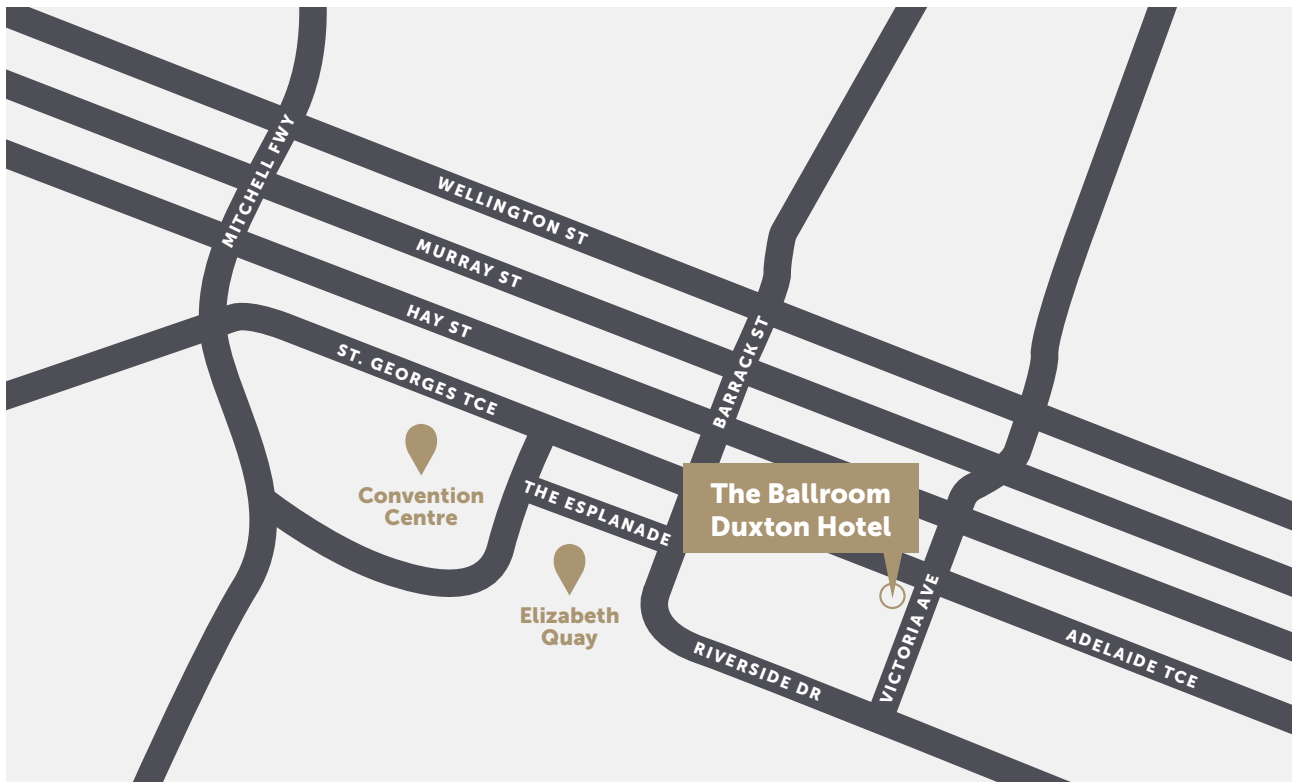 MITCHELL FWY
WELLINGTON ST
MURRAY ST
HAY ST
ST. GEORGES TCE
BARRACK ST
Convention
Centre
THE ESPLANADE
The Ballroom
Duxton Hotel
Elizabeth
Quay
VICTORIA AVE
RIVERSIDE DR
ADELAIDE TCE